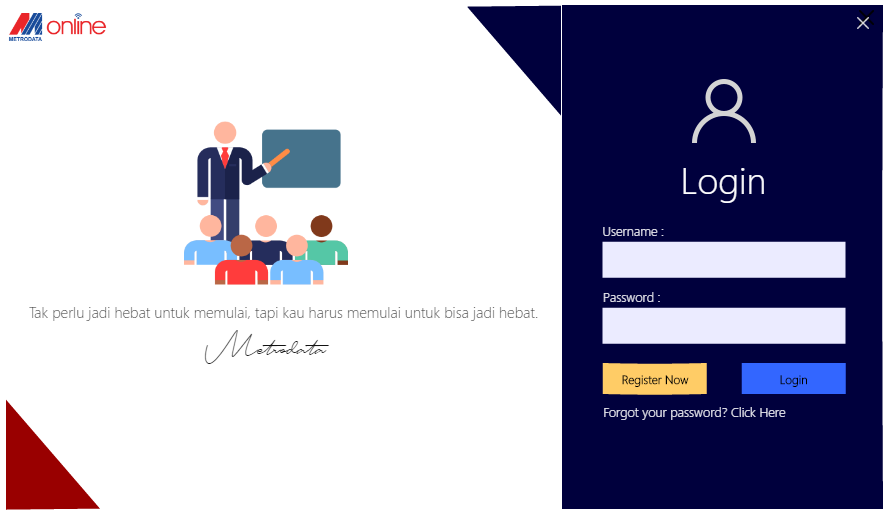 METRODATA
online
Tak perlu jadi hebat untuk memulai, tapi kau harus memulai untuk bisa jadi hebat.
Metrodata
Login
Username :
Password :
Register Now
Login
Forgot your password? Click Here